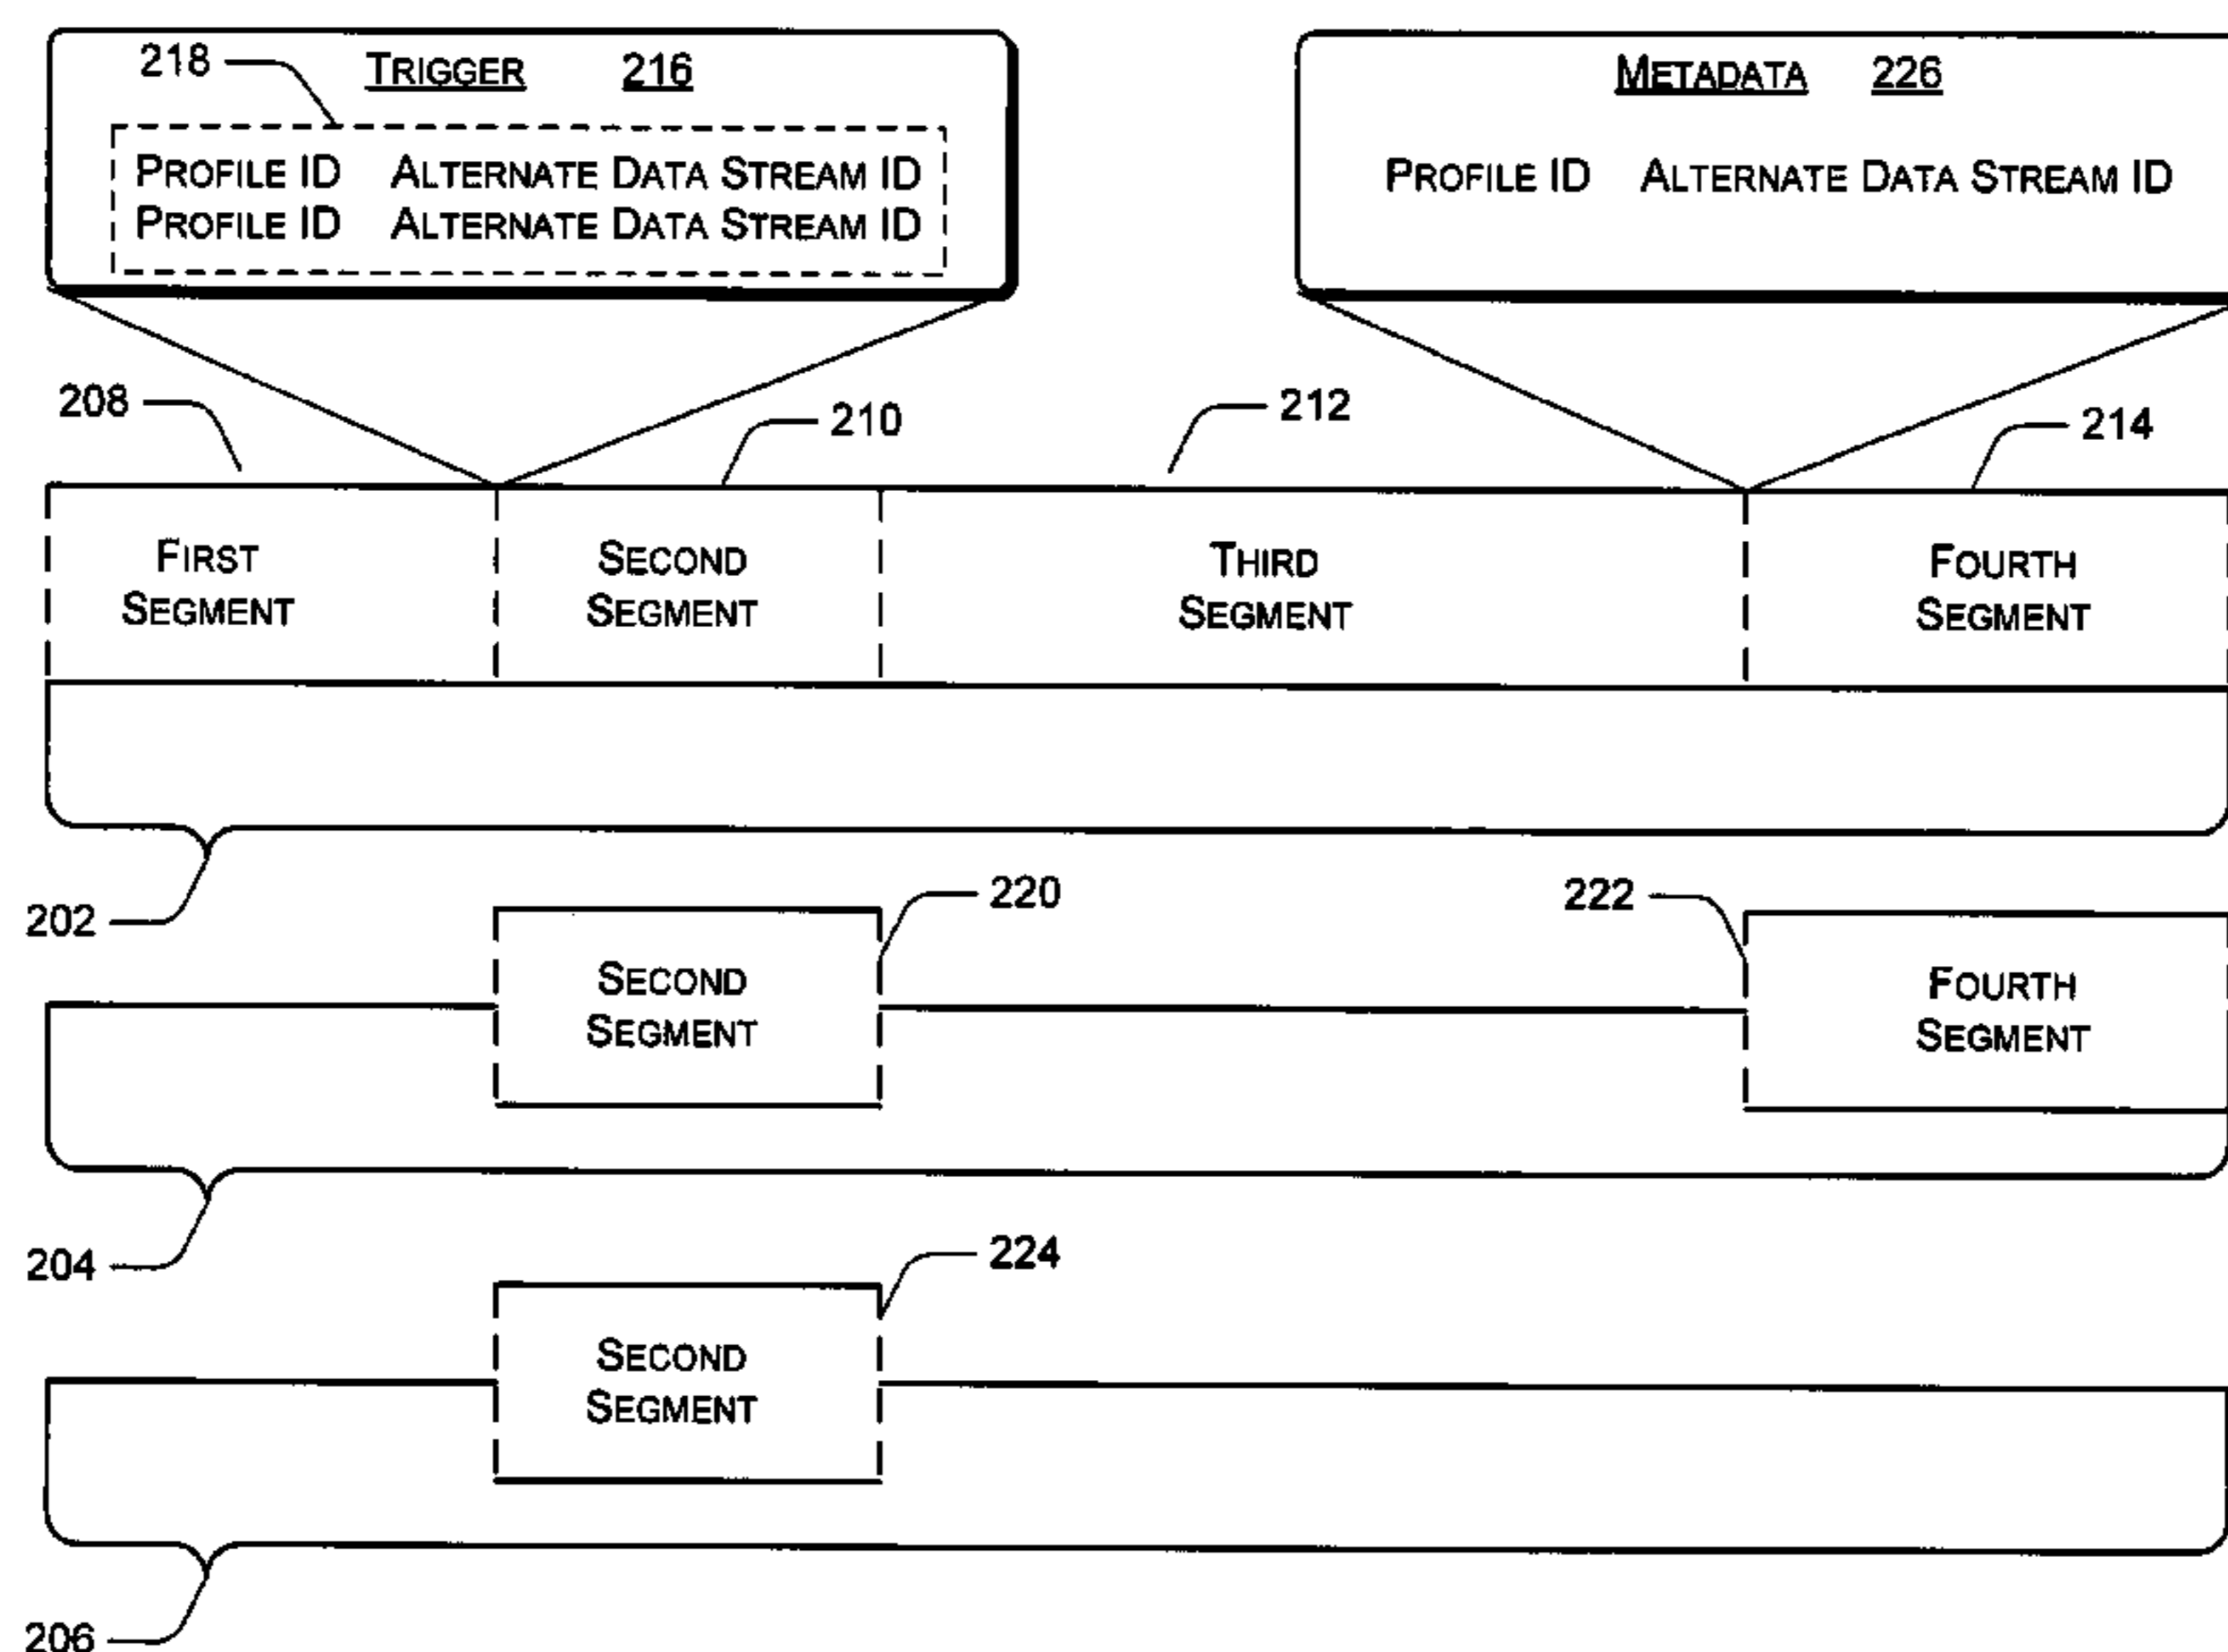 218 TRIGGER 216
PROFILE ID ALTERNATE DATA STREAM ID
PROFILE ID ALTERNATE DATA STREAM ID
METADATA 226
PROFILE ID ALTERNATE DATA STREAM ID
208
210
212
214
FIRST
SEGMENT
SECOND
SEGMENT
THIRD
SEGMENT
FOURTH
SEGMENT
202
220
222
SECOND
SEGMENT
FOURTH
SEGMENT
204
224
SECOND
SEGMENT
206